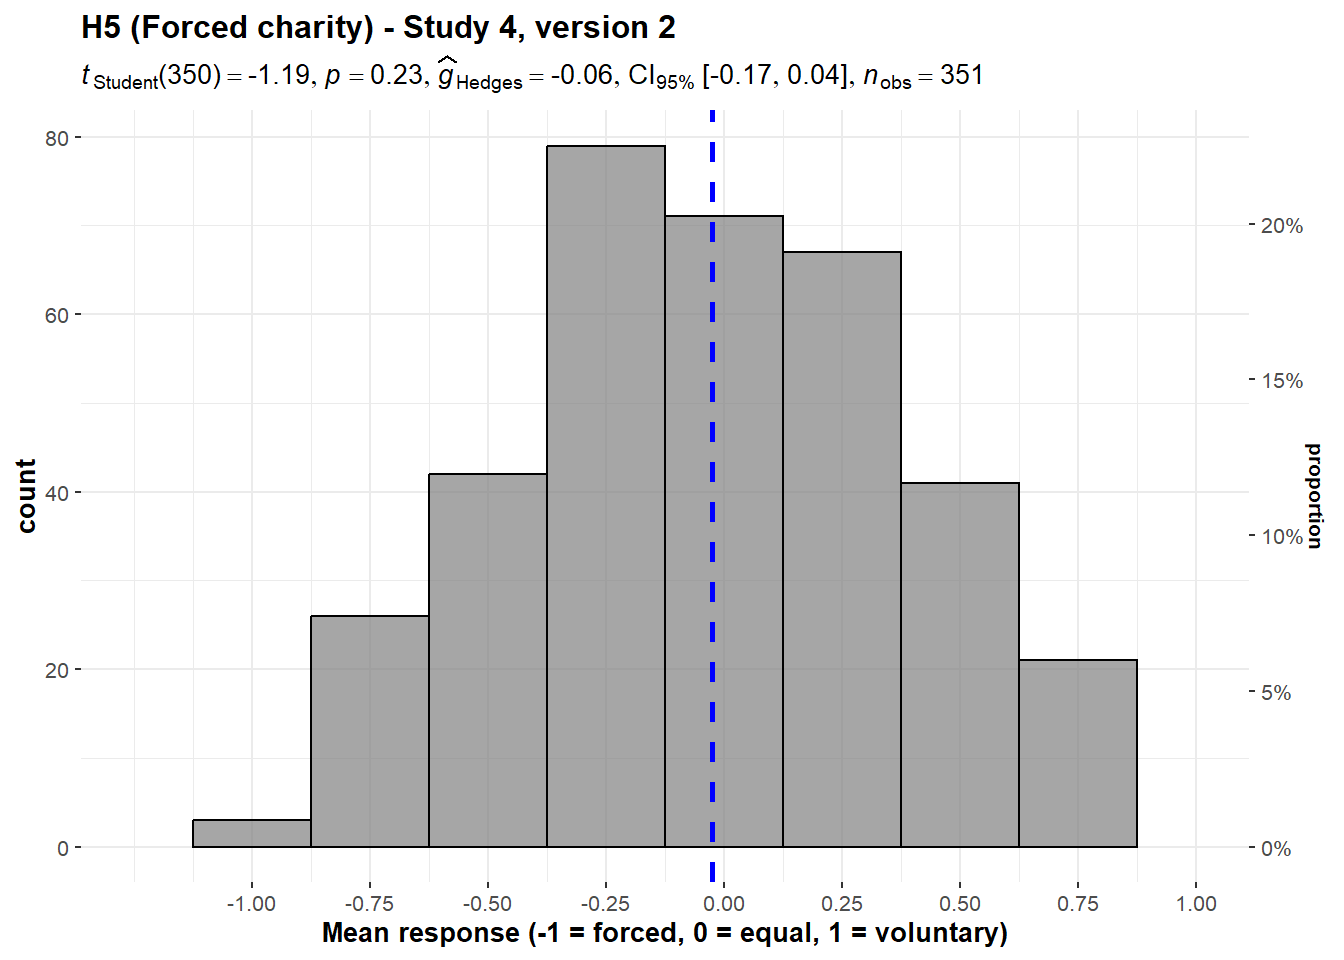 H5 (Forced charity) - Study 4, version 2
t Student(350) = -1.19, p = 0.23, ĝ Hedges = -0.06, CI95% [-0.17, 0.04], n obs = 351
80
60
40
20
0
count
20%
15%
10%
5%
0%
proportion
-1.00 -0.75 -0.50 -0.25 0.00 0.25 0.50 0.75 1.00
Mean response (-1 = forced, 0 = equal, 1 = voluntary)